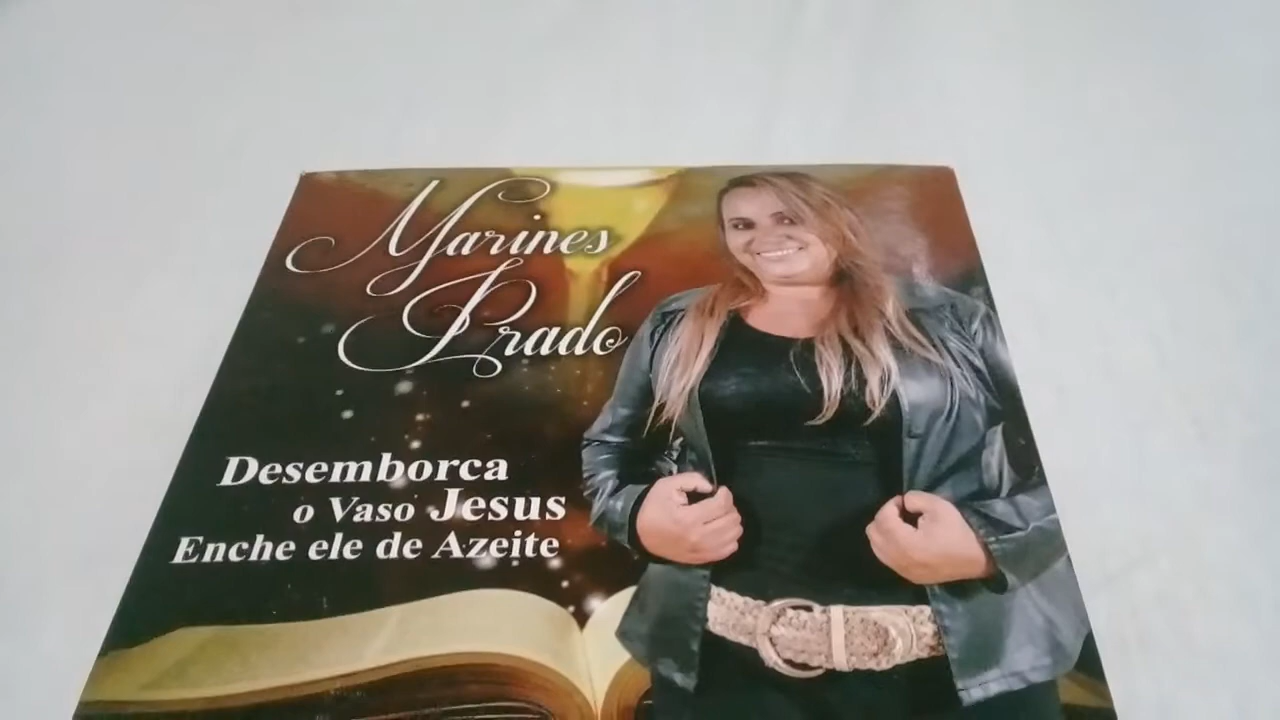 Marines
Prado
Desemborca
o Vaso Jesus
Enche ele de Azeite